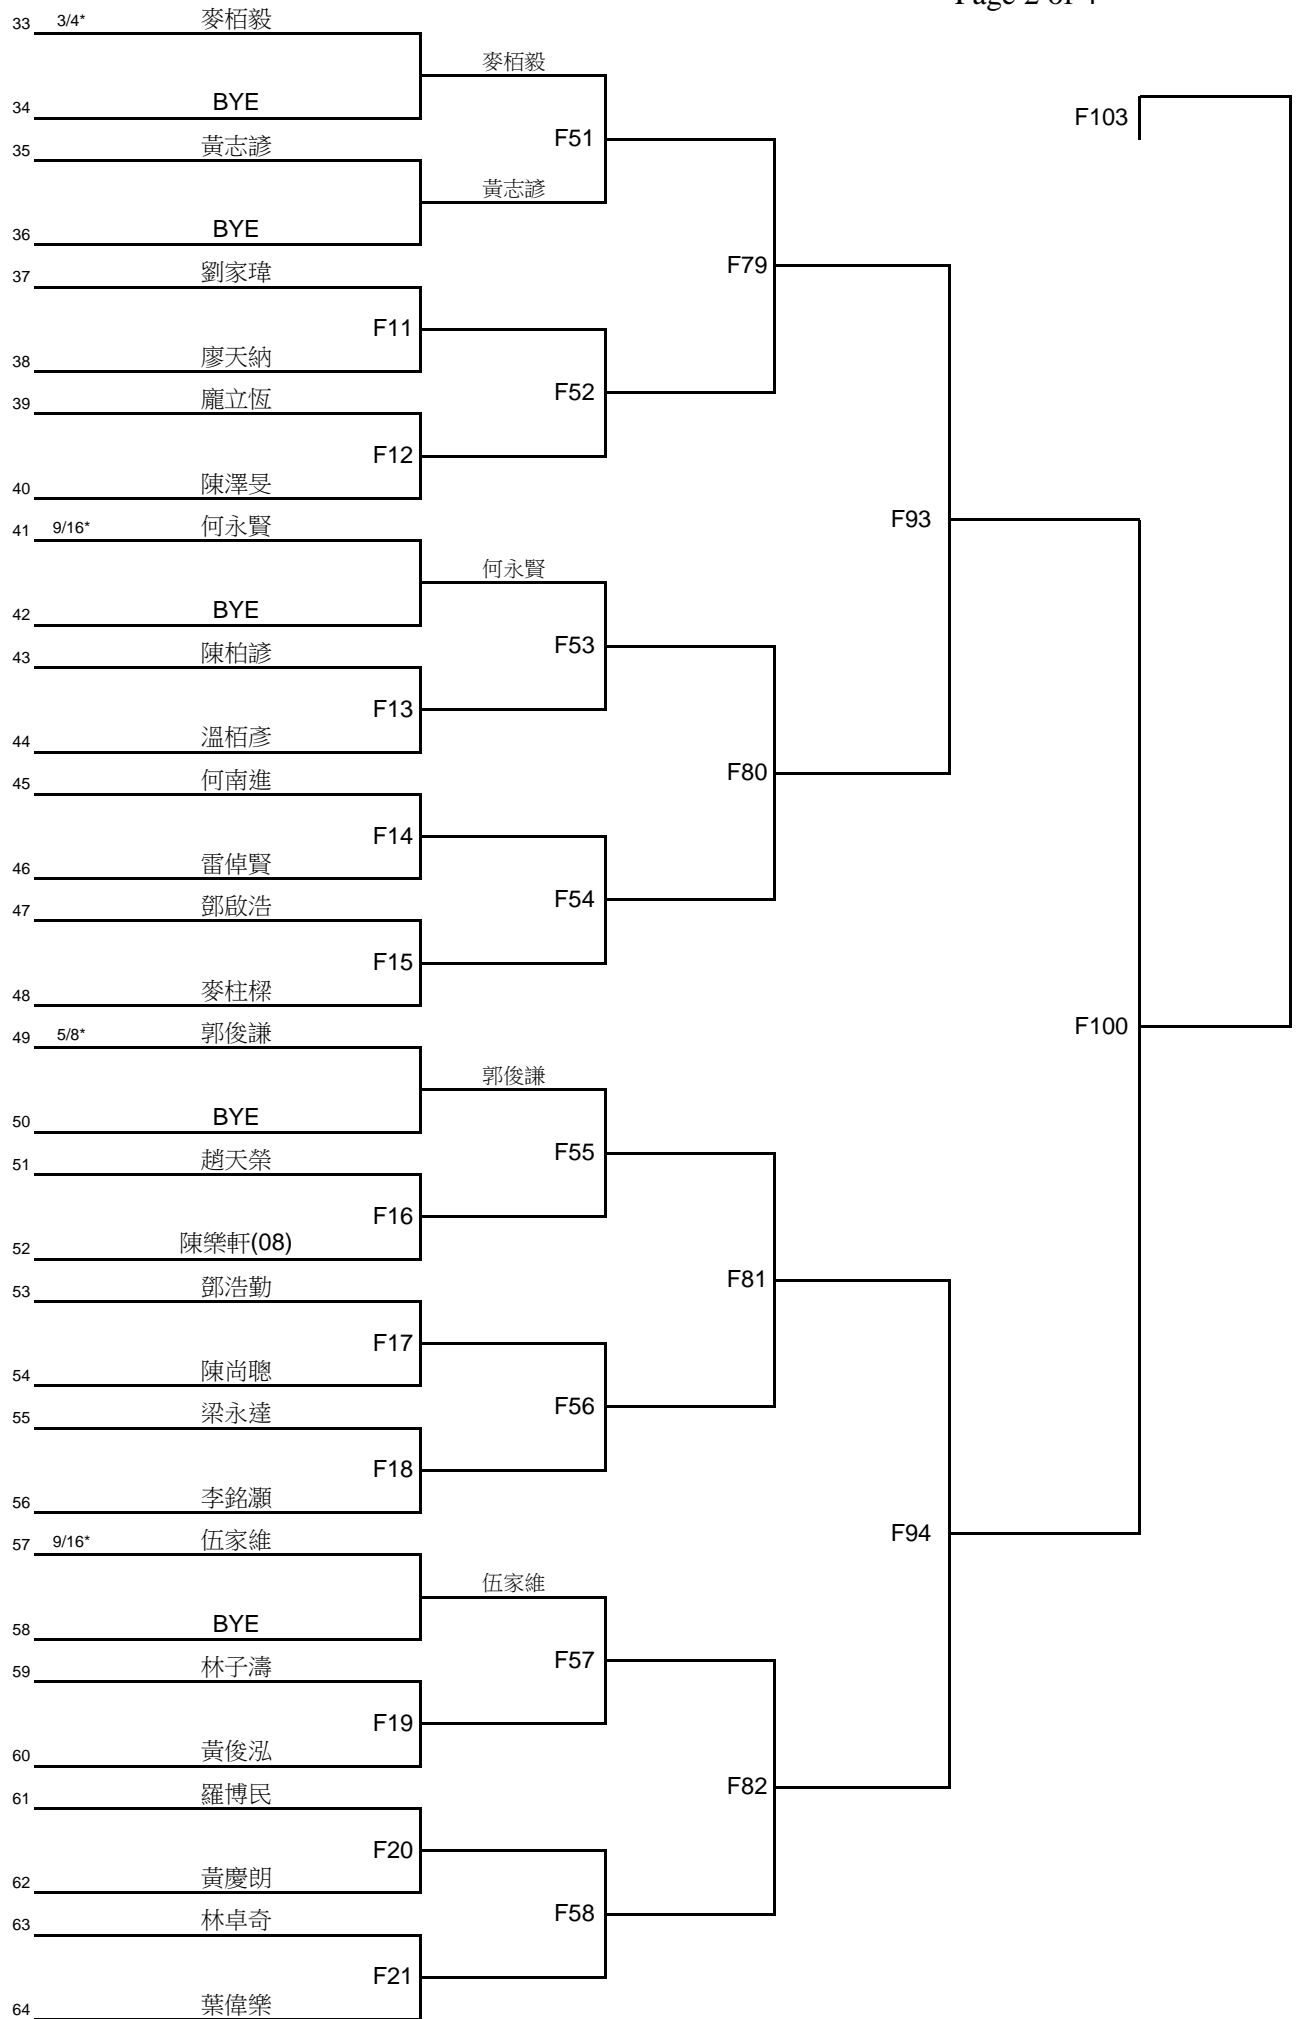 Page 2 of 4
33 3/4* 麥栢毅
麥栢毅
34 BYE
F103
35 黃志諺
F51
黃志諺
36 BYE
37 劉家瑋
F79
F11
38 廖天納
39 龐立恆
F52
F12
40 陳澤旻
41 9/16* 何永賢
F93
何永賢
42 BYE
43 陳柏諺
F53
F13
44 溫栢彥
45 何南進
F80
F14
46 雷倬賢
47 鄧啟浩
F54
F15
48 麥柱樑
49 5/8* 郭俊謙
F100
郭俊謙
50 BYE
51 趙天榮
F55
F16
52 陳樂軒(08)
53 鄧浩勤
F81
F17
54 陳尚聰
55 梁永達
F56
F18
56 李銘灝
57 9/16* 伍家維
F94
伍家維
58 BYE
59 林子濤
F57
F19
60 黃俊泓
61 羅博民
F82
F20
62 黃慶朗
63 林卓奇
F58
F21
64 葉偉樂